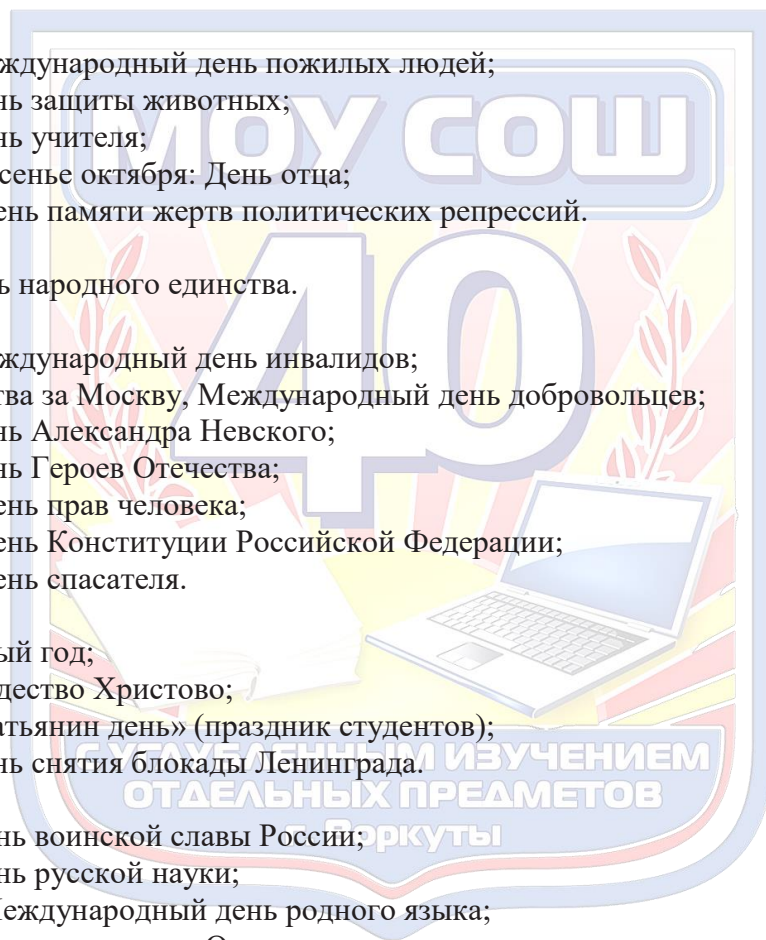 ждународный день пожилых людей;
нь защиты животных;
нь учителя;
сенье октября: День отца;
ень памяти жертв политических репрессий.
ь народного единства.
ждународный день инвалидов;
тва за Москву, Международный день добровольцев;
нь Александра Невского;
нь Героев Отечества;
ень прав человека;
ень Конституции Российской Федерации;
ень спасателя.
ый год;
дество Христово;
атьянин день» (праздник студентов);
нь снятия блокады Ленинграда.
нь воинской славы России;
нь русской науки;
Международный день родного языка;
МОУ СОШ
40
С УГЛУБЛЕННЫМ ИЗУЧЕНИЕМ
ОТДЕЛЬНЫХ ПРЕДМЕТОВ
г. Воркуты